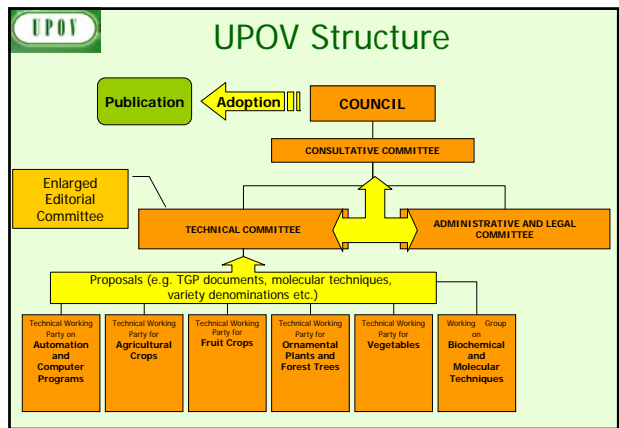 UPOV
UPOV Structure
Publication
Adoption
COUNCIL
CONSULTATIVE COMMITTEE
Enlarged
Editorial
Committee
TECHNICAL COMMITTEE
ADMINISTRATIVE AND LEGAL
COMMITTEE
Proposals (e.g. TGP documents, molecular techniques,
variety denominations etc.)
Technical Working
Party on
Automation
and
Computer
Programs
Technical Working
Party for
Agricultural
Crops
Technical Working
Party for
Fruit Crops
Technical Working
Party for
Ornamental
Plants and
Forest Trees
Technical Working
Party for
Vegetables
Working Group
on
Biochemical
and
Molecular
Techniques